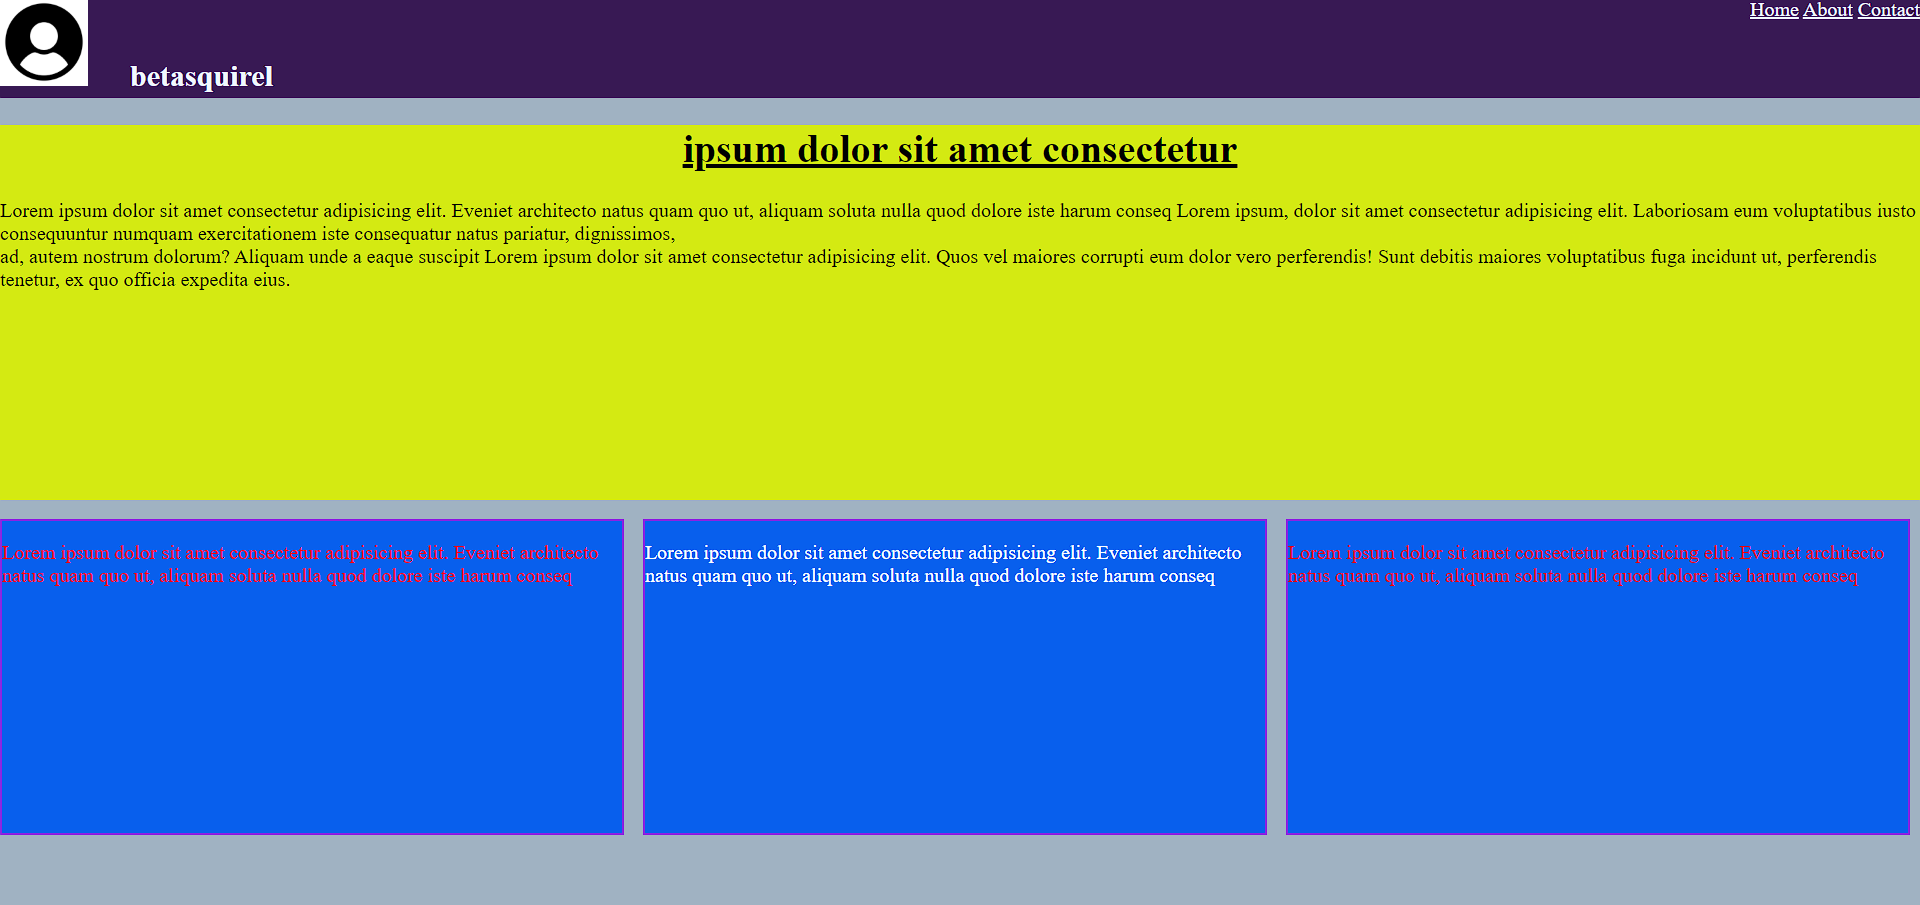 Home About Contact
betasquirel
ipsum dolor sit amet consectetur
Lorem ipsum dolor sit amet consectetur adipisicing elit. Eveniet architecto natus quam quo ut, aliquam soluta nulla quod dolore iste harum conseq Lorem ipsum, dolor sit amet consectetur adipisicing elit. Laboriosam eum voluptatibus iusto
consequuntur numquam exercitationem iste consequatur natus pariatur, dignissimos,
ad, autem nostrum dolorum? Aliquam unde a eaque suscipit Lorem ipsum dolor sit amet consectetur adipisicing elit. Quos vel maiores corrupti eum dolor vero perferendis! Sunt debitis maiores voluptatibus fuga incidunt ut, perferendis
tenetur, ex quo officia expedita eius.
Lorem ipsum dolor sit amet consectetur adipisicing elit. Eveniet architecto
natus quam quo ut, aliquam soluta nulla quod dolore iste harum conseq
Lorem ipsum dolor sit amet consectetur adipisicing elit. Eveniet architecto
natus quam quo ut, aliquam soluta nulla quod dolore iste harum conseq
Lorem ipsum dolor sit amet consectetur adipisicing elit. Eveniet architecto
natus quam quo ut, aliquam soluta nulla quod dolore iste harum conseq